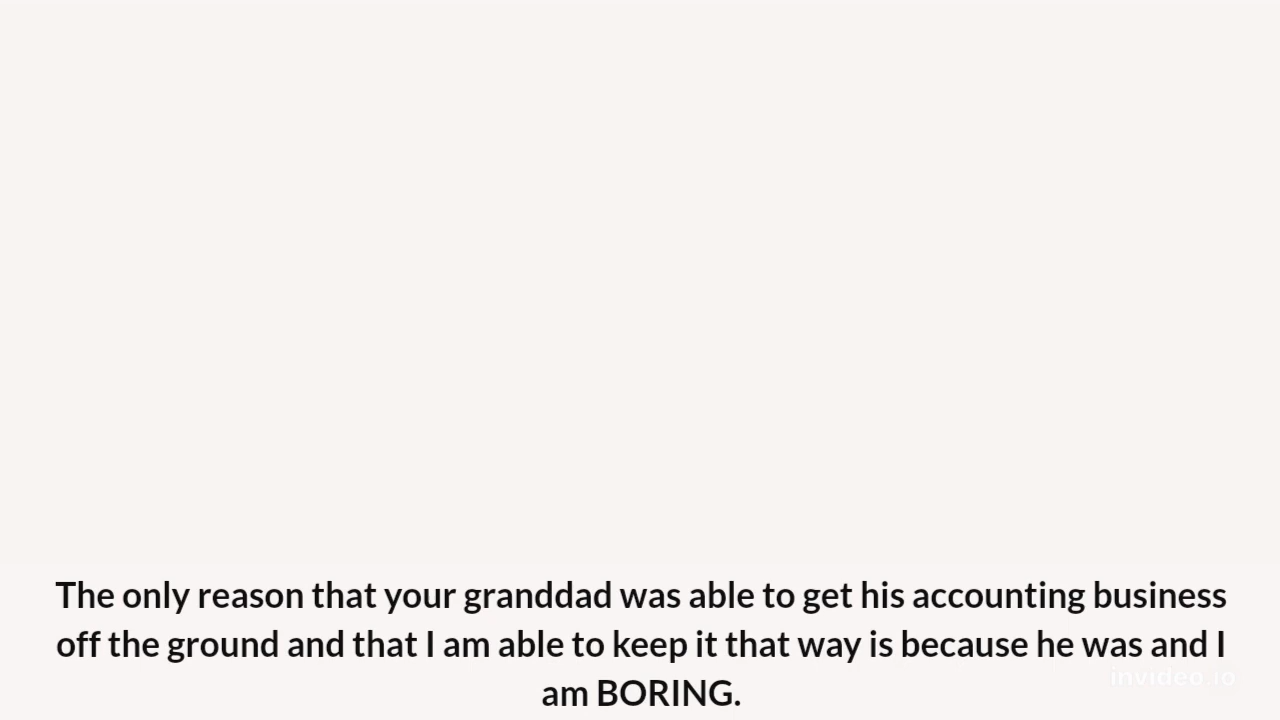 The only reason that your granddad was able to get his accounting business
off the ground and that I am able to keep it that way is because he was and I
am BORING.
invideo.io